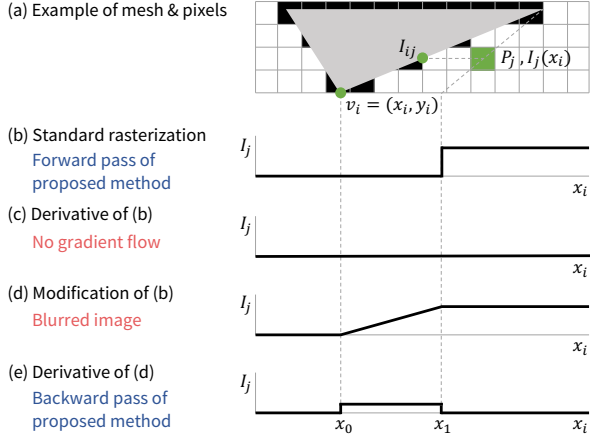 (a) Example of mesh & pixels
I_{ij}
P_j , I_j(x_i)
v_i = (x_i, y_i)
(b) Standard rasterization
Forward pass of
proposed method
I_j
x_i
(c) Derivative of (b)
No gradient flow
I_j
x_i
(d) Modification of (b)
Blurred image
I_j
x_i
(e) Derivative of (d)
Backward pass of
proposed method
I_j
x_0
x_1
x_i